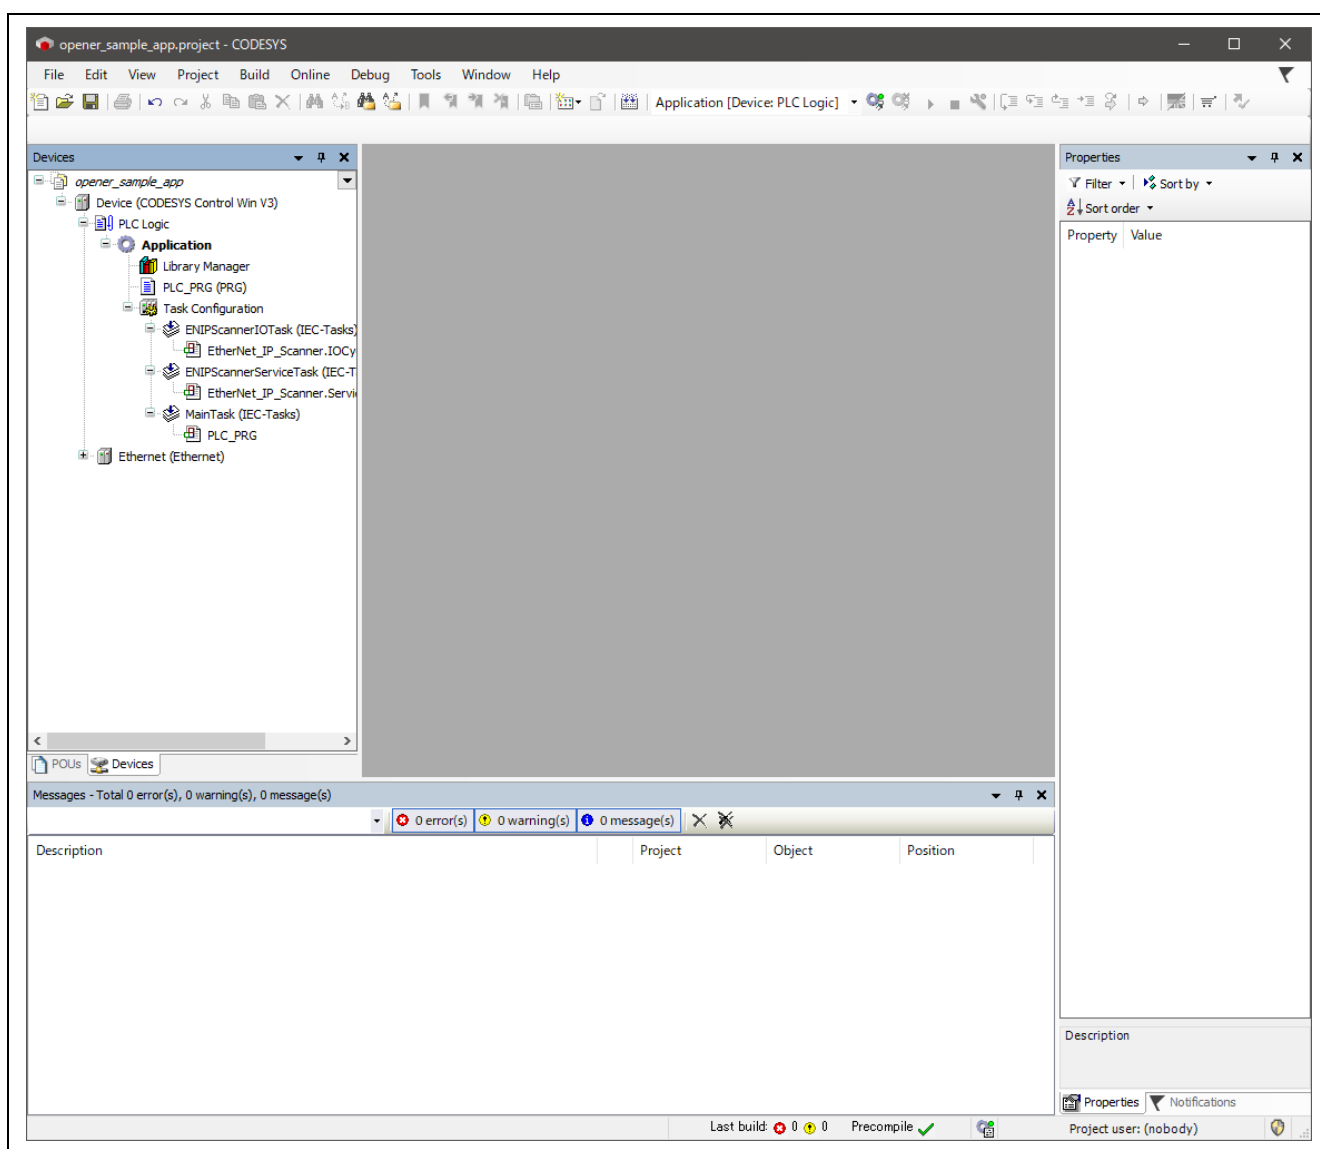 opener_sample_app.project - CODESYS
File Edit View Project Build Online Debug Tools Window Help
Application [Device: PLC Logic]
Devices
opener_sample_app
Device (CODESYS Control Win V3)
PLC Logic
Application
Library Manager
PLC_PRG (PRG)
Task Configuration
ENIPScannerIOTask (IEC-Tasks)
EtherNet_IP_Scanner.IOCy
ENIPScannerServiceTask (IEC-T
EtherNet_IP_Scanner.Servi
MainTask (IEC-Tasks)
PLC_PRG
Ethernet (Ethernet)
POUs Devices
Properties
Filter Sort by
Sort order
Property Value
Description
Properties Notifications
Messages - Total 0 error(s), 0 warning(s), 0 message(s)
0 error(s) 0 warning(s) 0 message(s)
Description Project Object Position
Last build: 0 0 Precompile Project user: (nobody)